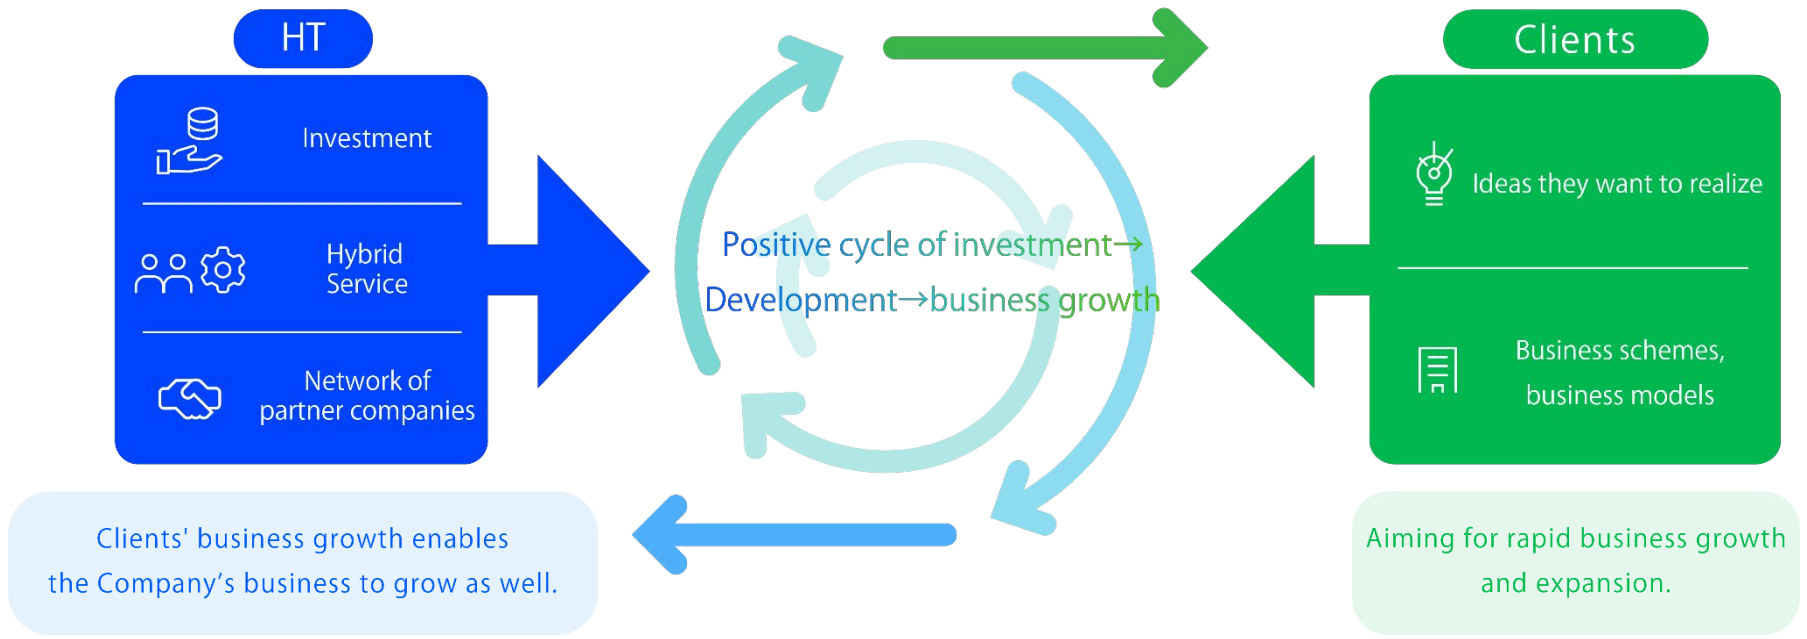 HT
Investment
Hybrid
Service
Network of
partner companies
Clients' business growth enables
the Company’s business to grow as well.
Positive cycle of investment→
Development→business growth
Clients
Ideas they want to realize
Business schemes,
business models
Aiming for rapid business growth
and expansion.